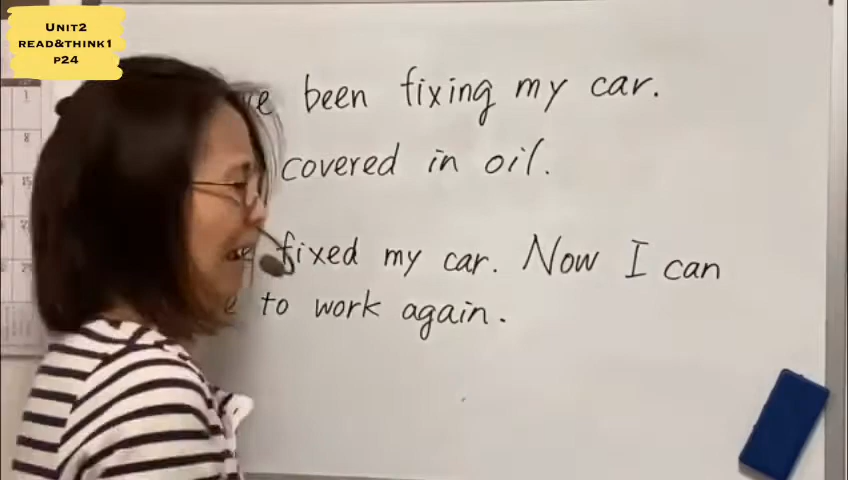 UNIT2
READ&THINK1
P24
been fixing my car.
covered in oil.
fixed my car. Now I can
to work again.